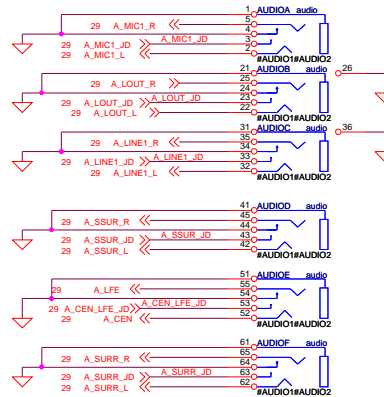 1 AUDIOA audio
29 A_MIC1_R 5
4
29 A_MIC1_JD 3
29 A_MIC1_L 2
#AUDIO1#AUDIO2
21 AUDIOB audio 26
29 A_LOUT_R 25
24
29 A_LOUT_JD A_LOUT_JD 23
29 A_LOUT_L 22
#AUDIO1#AUDIO2
31 AUDIOC audio 36
29 A_LINE1_R 35
34
29 A_LINE1_JD A_LINE1_JD 33
29 A_LINE1_L 32
#AUDIO1#AUDIO2
41 AUDIOD audio
29 A_SSUR_R 45
44
29 A_SSUR_JD A_SSUR_JD 43
29 A_SSUR_L 42
#AUDIO1#AUDIO2
51 AUDIOE audio
29 A_LFE 55
54
29 A_CEN_LFE_JD A_CEN_LFE_JD 53
29 A_CEN 52
#AUDIO1#AUDIO2
61 AUDIOF audio
29 A_SURR_R 65
64
29 A_SURR_JD A_SURR_JD 63
29 A_SURR_L 62
#AUDIO1#AUDIO2